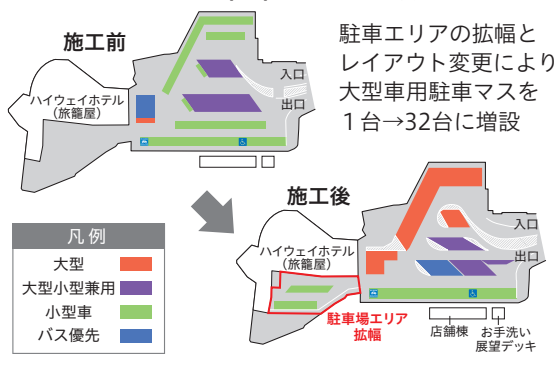 施工前
駐車エリアの拡幅と
レイアウト変更により
大型車用駐車マスを
1台→32台に増設
入口
出口
ハイウェイホテル
(旅籠屋)
施工後
入口
出口
ハイウェイホテル
(旅籠屋)
凡例
大型
大型小型兼用
小型車
バス優先
駐車場エリア
拡幅
店舗棟
お手洗い
展望デッキ